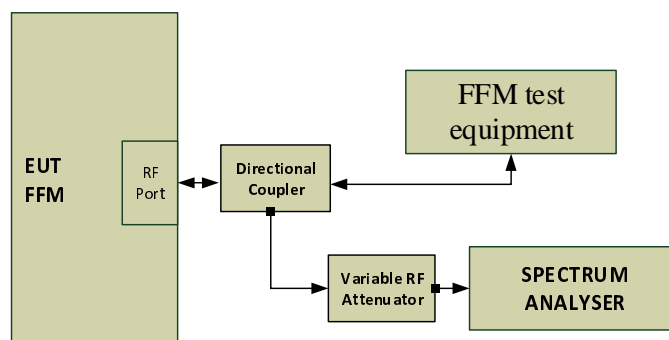 EUT
FFM
RF
Port
Directional
Coupler
FFM test
equipment
Variable RF
Attenuator
SPECTRUM
ANALYSER